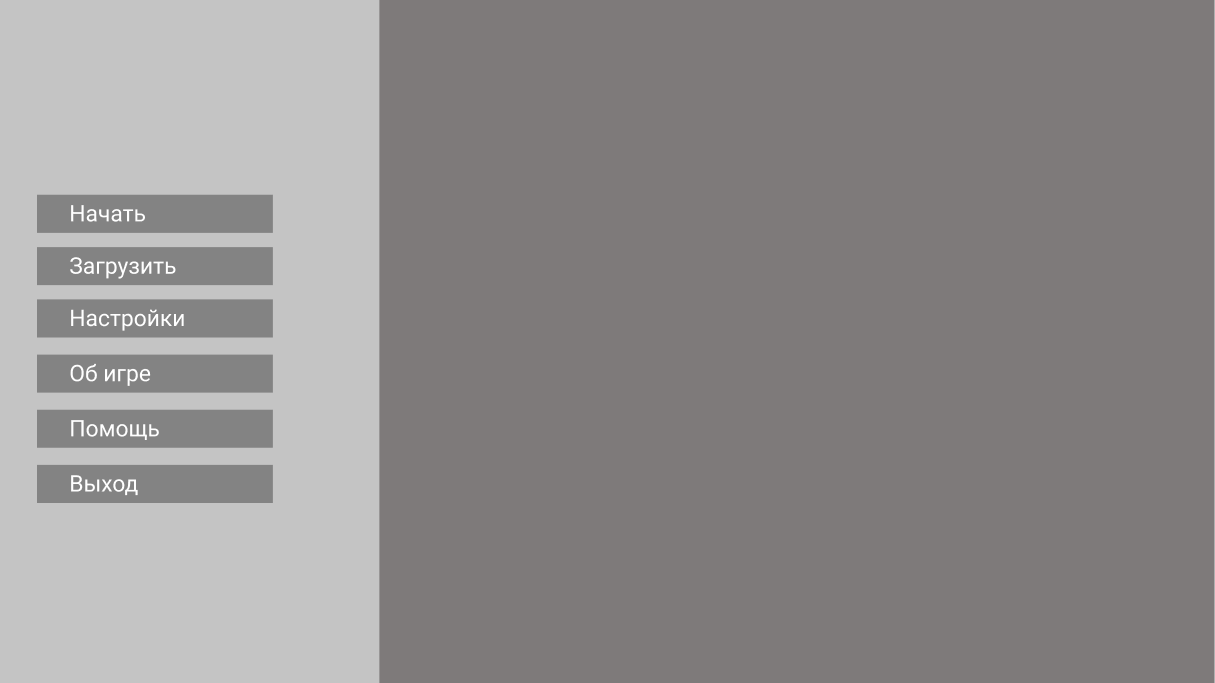 Начать
Загрузить
Настройки
Об игре
Помощь
Выход